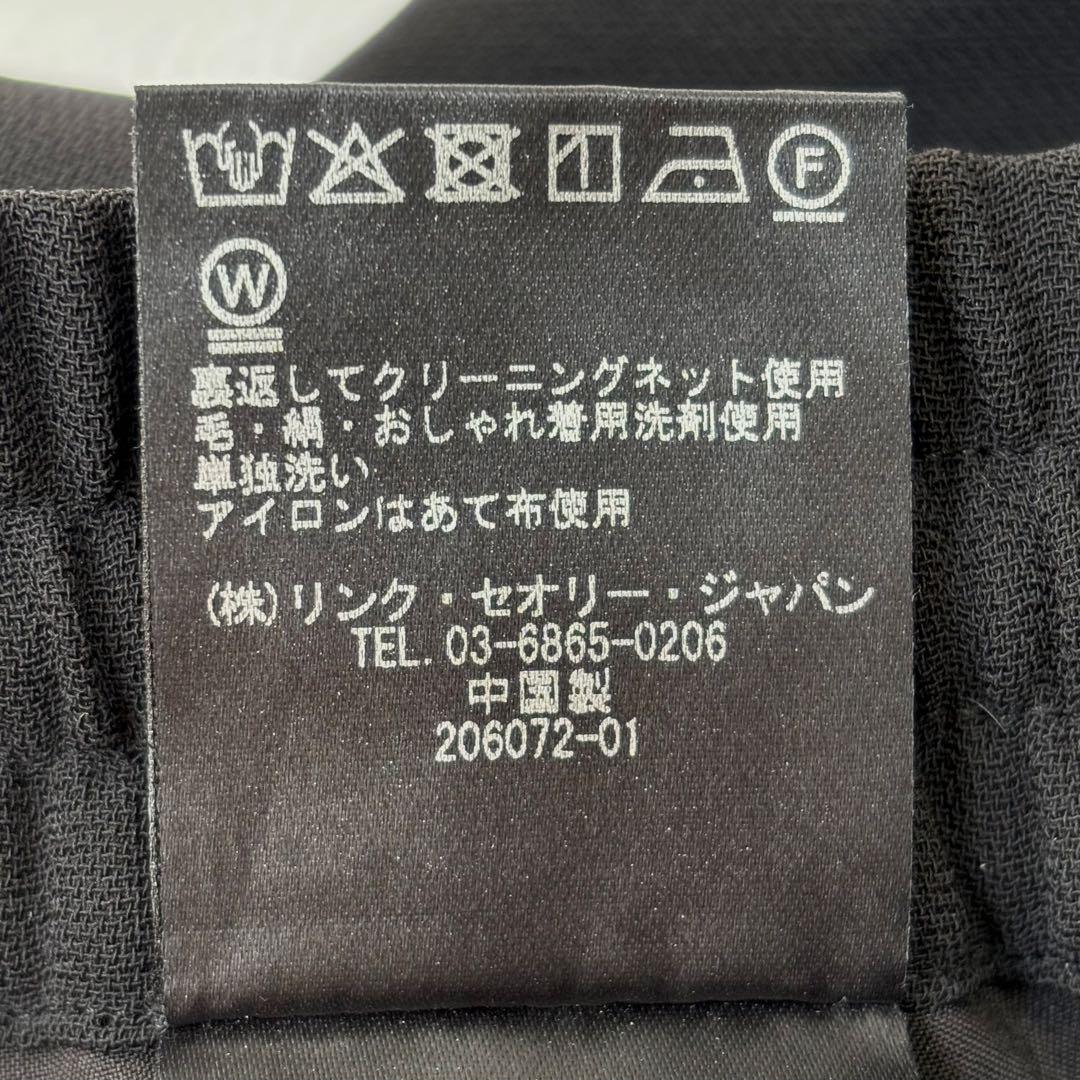 F
W
裏返してクリーニングネット使用
毛・絹・おしゃれ着用洗剤使用
単独洗い
アイロンはあて布使用
(株)リンク・セオリー・ジャパン
TEL. 03-6865-0206
中国製
206072-01